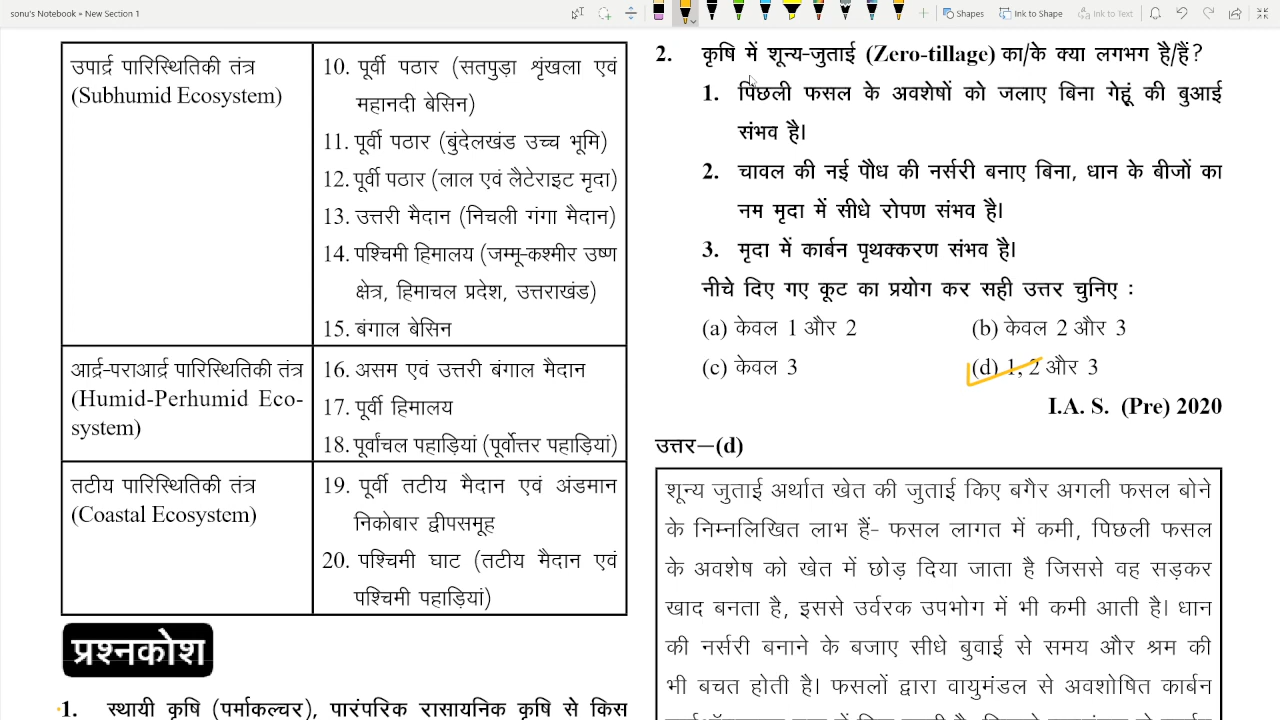 sonu's Notebook » New Section 1
Shapes
Ink to Shape
Ink to Text
उपार्द्र पारिस्थितिकी तंत्र
(Subhumid Ecosystem)
10. पूर्वी पठार (सतपुड़ा शृंखला एवं
महानदी बेसिन)
11. पूर्वी पठार (बुंदेलखंड उच्च भूमि)
12. पूर्वी पठार (लाल एवं लैटेराइट मृदा)
13. उत्तरी मैदान (निचली गंगा मैदान)
14. पश्चिमी हिमालय (जम्मू-कश्मीर उष्ण
क्षेत्र, हिमाचल प्रदेश, उत्तराखंड)
15. बंगाल बेसिन
आर्द्र-पराआर्द्र पारिस्थितिकी तंत्र
(Humid-Perhumid Eco-
system)
16. असम एवं उत्तरी बंगाल मैदान
17. पूर्वी हिमालय
18. पूर्वांचल पहाड़ियां (पूर्वोत्तर पहाड़ियां)
तटीय पारिस्थितिकी तंत्र
(Coastal Ecosystem)
19. पूर्वी तटीय मैदान एवं अंडमान
निकोबार द्वीपसमूह
20. पश्चिमी घाट (तटीय मैदान एवं
पश्चिमी पहाड़ियां)
प्रश्नकोश
1. स्थायी कृषि (पर्माकल्चर), पारंपरिक रासायनिक कृषि से किस
2. कृषि में शून्य-जुताई (Zero-tillage) का/के क्या लगभग है/हैं?
1. पिछली फसल के अवशेषों को जलाए बिना गेहूं की बुआई
संभव है।
2. चावल की नई पौध की नर्सरी बनाए बिना, धान के बीजों का
नम मृदा में सीधे रोपण संभव है।
3. मृदा में कार्बन पृथक्करण संभव है।
नीचे दिए गए कूट का प्रयोग कर सही उत्तर चुनिए :
(a) केवल 1 और 2
(b) केवल 2 और 3
(c) केवल 3
(d) 1, 2 और 3
I.A. S. (Pre) 2020
उत्तर–(d)
शून्य जुताई अर्थात खेत की जुताई किए बगैर अगली फसल बोने
के निम्नलिखित लाभ हैं- फसल लागत में कमी, पिछली फसल
के अवशेष को खेत में छोड़ दिया जाता है जिससे वह सड़कर
खाद बनता है, इससे उर्वरक उपभोग में भी कमी आती है। धान
की नर्सरी बनाने के बजाए सीधे बुवाई से समय और श्रम की
भी बचत होती है। फसलों द्वारा वायुमंडल से अवशोषित कार्बन